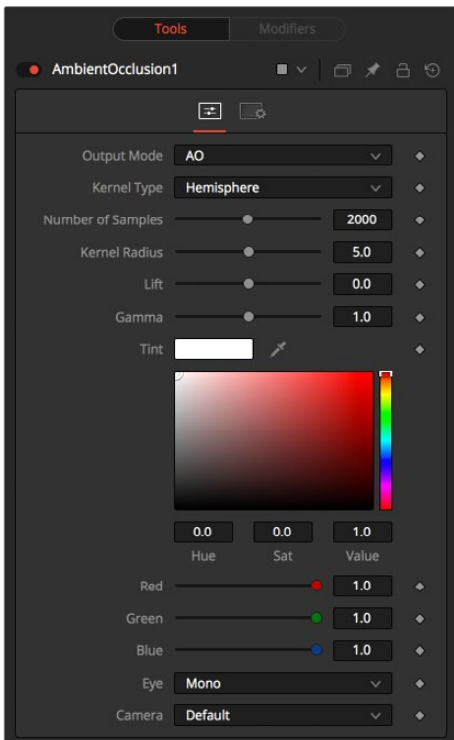 Tools Modifiers
AmbientOcclusion1
Output Mode AO
Kernel Type Hemisphere
Number of Samples 2000
Kernel Radius 5.0
Lift 0.0
Gamma 1.0
Tint
0.0 0.0 1.0
Hue Sat Value
Red 1.0
Green 1.0
Blue 1.0
Eye Mono
Camera Default